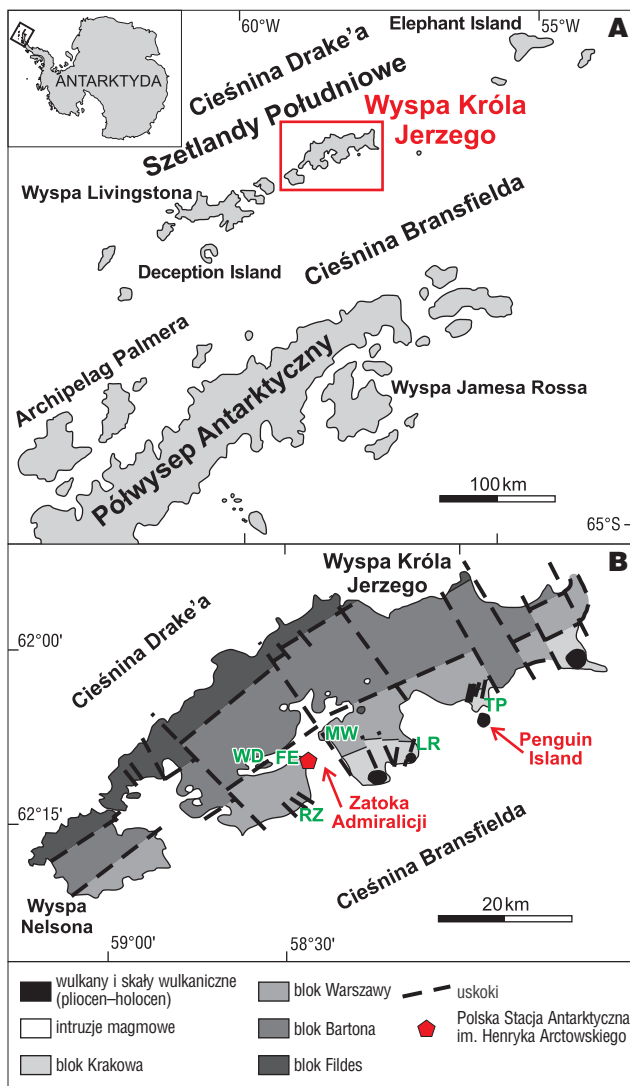 60°W
55°W
Elephant Island
A
ANTARKTYDA
Cieśnina Drake’a
Szetlandy Południowe
Wyspa Króla
Jerzego
Wyspa Livingstona
Deception Island
Cieśnina Bransfielda
Archipelag Palmera
Półwysep Antarktyczny
Wyspa Jamesa Rossa
100 km
65°S
Wyspa Króla
Jerzego
B
Cieśnina Drake’a
62°00'
TP
MW
LR
WD
FE
Penguin
Island
Zatoka
Admiralicji
62°15'
RZ
Cieśnina Bransfielda
Wyspa
Nelsona
20 km
59°00'
58°30'
wulkany i skały wulkaniczne
(pliocen–holocen)
intruzje magmowe
blok Krakowa
blok Warszawy
blok Bartona
blok Fildes
uskoki
Polska Stacja Antarktyczna
im. Henryka Arctowskiego